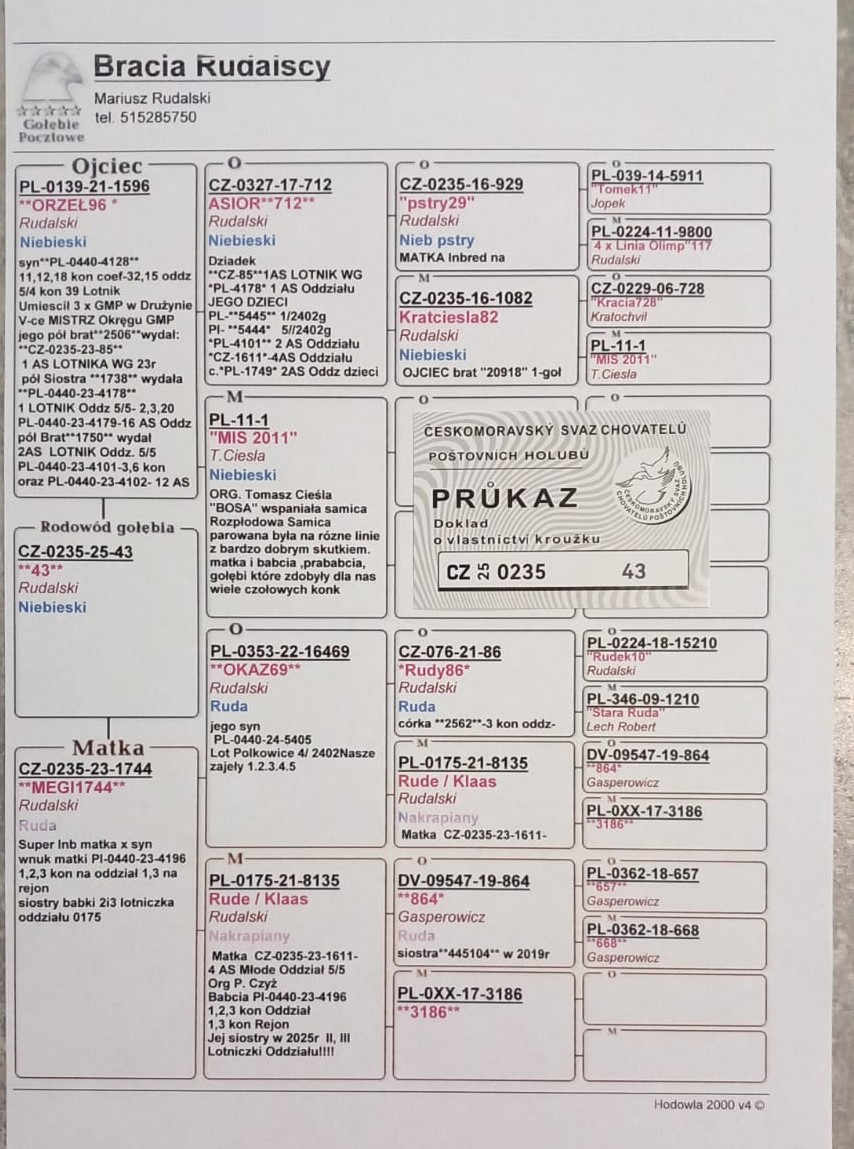 Bracia Rudalscy
Mariusz Rudalski
tel. 515285750
Gołębie
Pocztowe
Ojciec
PL-0139-21-1596
**ORZEŁ96 *
Rudalski
Niebieski
syn**PL-0440-4128**
11,12,18 kon coef-32,15 oddz
5/4 kon 39 Lotnik
Umiescil 3 x GMP w Drużynie
V-ce MISTRZ Okręgu GMP
jego pół brat**2506**wydał:
**CZ-0235-23-85**
1 AS LOTNIKA WG 23r
pół Siostra **1738** wydała
**PL-0440-23-4178**
1 LOTNIK Oddz 5/5- 2,3,20
PL-0440-23-4179-16 AS Oddz
pół Brat**1750** wydał
2AS LOTNIK Oddz. 5/5
PL-0440-23-4101-3,6 kon
oraz PL-0440-23-4102- 12 AS
Rodowód gołębia
CZ-0235-25-43
**43**
Rudalski
Niebieski
Matka
CZ-0235-23-1744
**MEGI1744**
Rudalski
Ruda
Super Inb matka x syn
wnuk matki Pl-0440-23-4196
1,2,3 kon na oddział 1,3 na
rejon
siostry babki 2i3 lotniczka
oddziału 0175
O
CZ-0327-17-712
ASIOR**712**
Rudalski
Niebieski
Dziadek
**CZ-85**1AS LOTNIK WG
*PL-4178* 1 AS Oddziału
JEGO DZIECI
PL-**5445** 1/2402g
Pl- **5444* 5//2402g
*PL-4101** 2 AS Oddziału
*CZ-1611*-4AS Oddziału
c.*PL-1749* 2AS Oddz dzieci
M
PL-11-1
"MIS 2011"
T.Ciesla
Niebieski
ORG. Tomasz Cieśla
"BOSA" wspaniała samica
Rozpłodowa Samica
parowana była na rózne linie
z bardzo dobrym skutkiem.
matka i babcia ,prababcia,
gołębi które zdobyły dla nas
wiele czołowych konk
O
PL-0353-22-16469
**OKAZ69**
Rudalski
Ruda
jego syn
PL-0440-24-5405
Lot Polkowice 4/ 2402Nasze
zajeły 1.2.3.4.5
M
PL-0175-21-8135
Rude / Klaas
Rudalski
Nakrapiany
Matka CZ-0235-23-1611-
4 AS Młode Oddział 5/5
Org P. Czyż
Babcia Pl-0440-23-4196
1,2,3 kon Oddział
1,3 kon Rejon
Jej siostry w 2025r II, III
Lotniczki Oddziału!!!!
O
CZ-0235-16-929
"pstry29"
Rudalski
Nieb pstry
MATKA Inbred na
M
CZ-0235-16-1082
Kratciesla82
Rudalski
Niebieski
OJCIEC brat "20918" 1-goł
O
ČESKOMORAVSKÝ SVAZ CHOVATELŮ
POŠTOVNÍCH HOLUBŮ
PRŮKAZ
Doklad
o vlastnictví kroužku
CZ 25 0235 43
ČESKOMORAVSKÝ SVAZ CHOVATELŮ POŠTOVNÍCH HOLUBŮ
O
CZ-076-21-86
*Rudy86*
Rudalski
Ruda
córka **2562**-3 kon oddz-
M
PL-0175-21-8135
Rude / Klaas
Rudalski
Nakrapiany
Matka CZ-0235-23-1611-
O
DV-09547-19-864
**864*
Gasperowicz
Ruda
siostra**445104** w 2019r
M
PL-0XX-17-3186
**3186**
O
PL-039-14-5911
"Tomek11"
Jopek
M
PL-0224-11-9800
4 x Linia Olimp"117
Rudalski
O
CZ-0229-06-728
"Kracia728"
Kratochvil
M
PL-11-1
"MIS 2011"
T.Ciesla
O
O
PL-0224-18-15210
"Rudek10"
Rudalski
M
PL-346-09-1210
"Stara Ruda"
Lech Robert
O
DV-09547-19-864
**864*
Gasperowicz
M
PL-0XX-17-3186
**3186**
O
PL-0362-18-657
**657**
Gasperowicz
M
PL-0362-18-668
**668**
Gasperowicz
O
M
Hodowla 2000 v4 ©